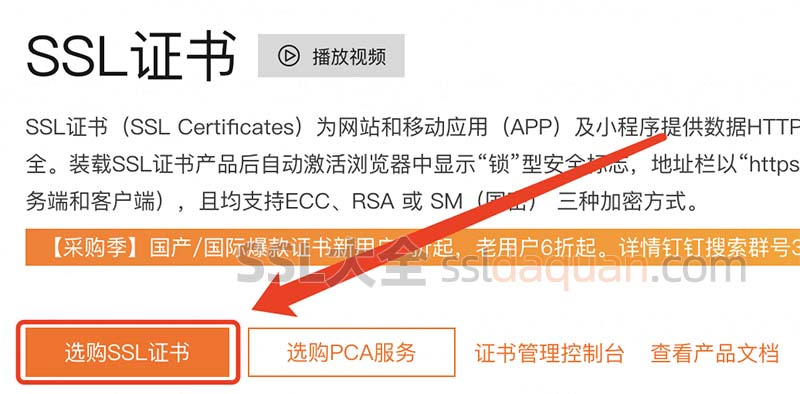 SSL证书
播放视频
SSL证书（SSL Certificates）为网站和移动应用（APP）及小程序提供数据HTTP
全。装载SSL证书产品后自动激活浏览器中显示“锁”型安全标志，地址栏以“https
务端和客户端），且均支持ECC、RSA 或 SM（国密） 三种加密方式。
【采购季】国产/国际爆款证书新用户 折起，老用户6折起。详情钉钉搜索群号3
SSL大全 ssldaquan.com
选购SSL证书
选购PCA服务
证书管理控制台
查看产品文档